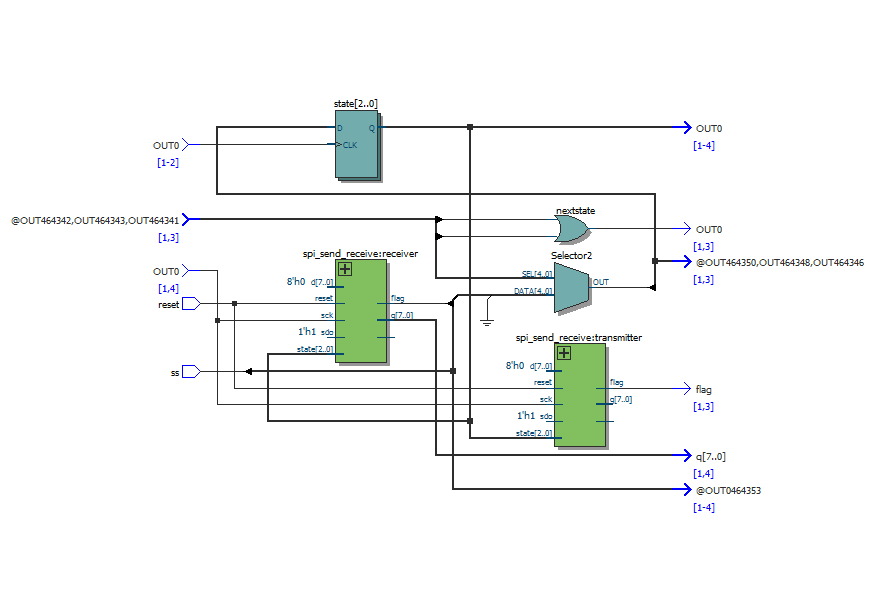 state[2..0]
D
Q
CLK
OUT0
[1-2]
OUT0
[1-4]
@OUT464342,OUT464343,OUT464341
[1,3]
nextstate
OUT0
[1,3]
@OUT464350,OUT464348,OUT464346
[1,3]
Selector2
SEL[4..0]
DATA[4..0]
OUT
OUT0
[1,4]
reset
ss
spi_send_receive:receiver
8'h0 d[7..0]
reset
sck
1'h1 sdo
state[2..0]
flag
q[7..0]
spi_send_receive:transmitter
8'h0 d[7..0]
reset
sck
1'h1 sdo
state[2..0]
flag
q[7..0]
flag
[1,3]
q[7..0]
[1,4]
@OUT0464353
[1-4]